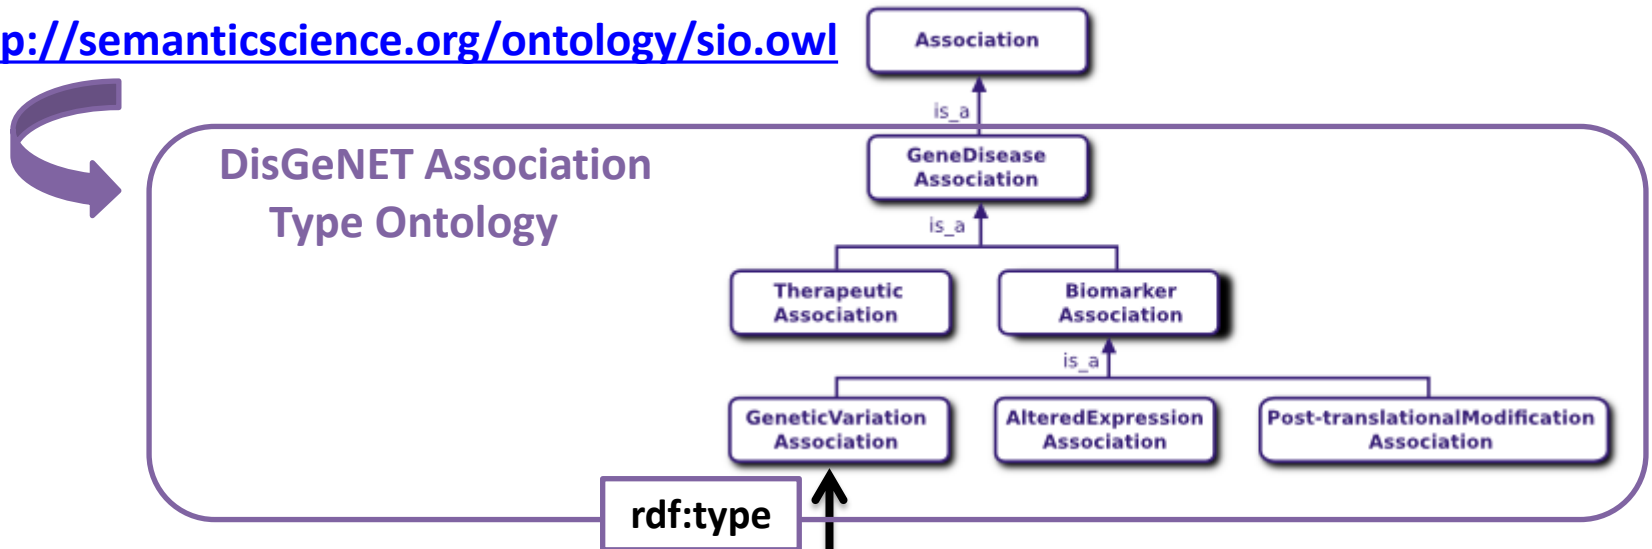 p://semanticscience.org/ontology/sio.owl
Association
is_a
DisGeNET Association
Type Ontology
GeneDisease
Association
is_a
Therapeutic
Association
Biomarker
Association
is_a
GeneticVariation
Association
AlteredExpression
Association
Post-translationalModification
Association
rdf:type